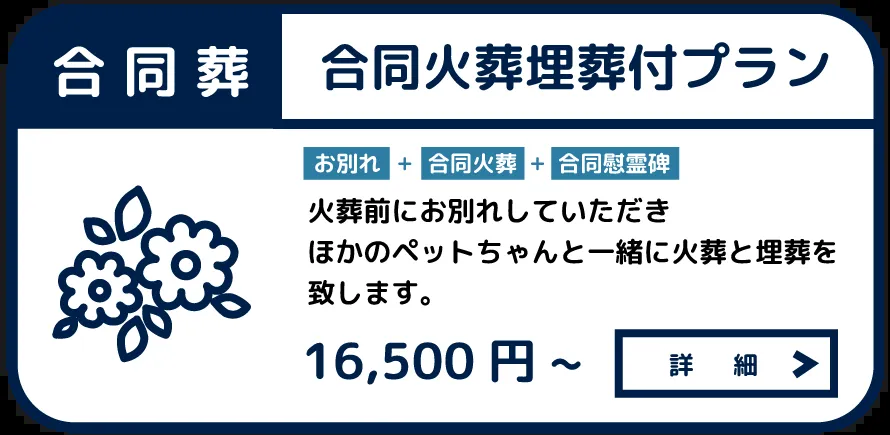 合同葬
合同火葬埋葬付プラン
お別れ + 合同火葬 + 合同慰霊碑
火葬前にお別れしていただき
ほかのペットちゃんと一緒に火葬と埋葬を
致します。
16,500 円 ~
詳 細 >